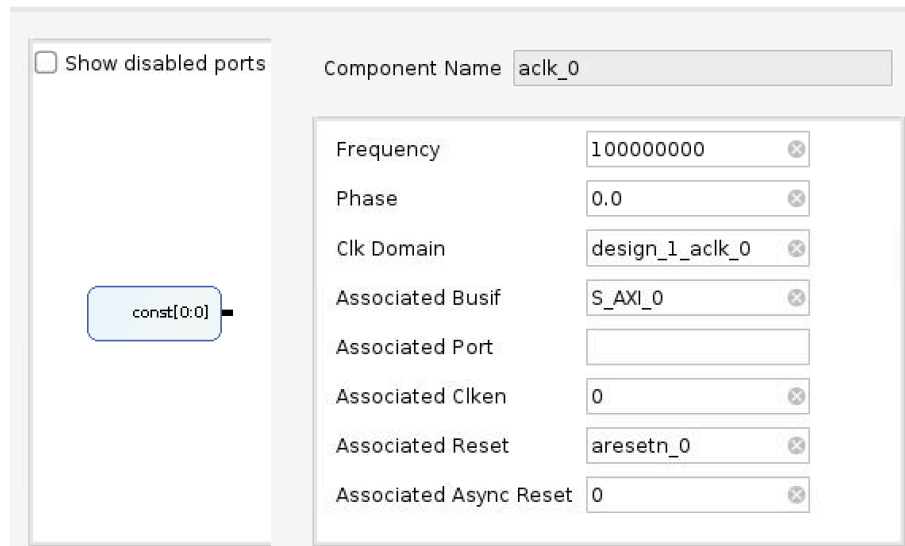 Show disabled ports
Component Name aclk_0
Frequency 100000000
Phase 0.0
Clk Domain design_1_aclk_0
Associated Busif S_AXI_0
const[0:0]
Associated Port
Associated Clken 0
Associated Reset aresetn_0
Associated Async Reset 0